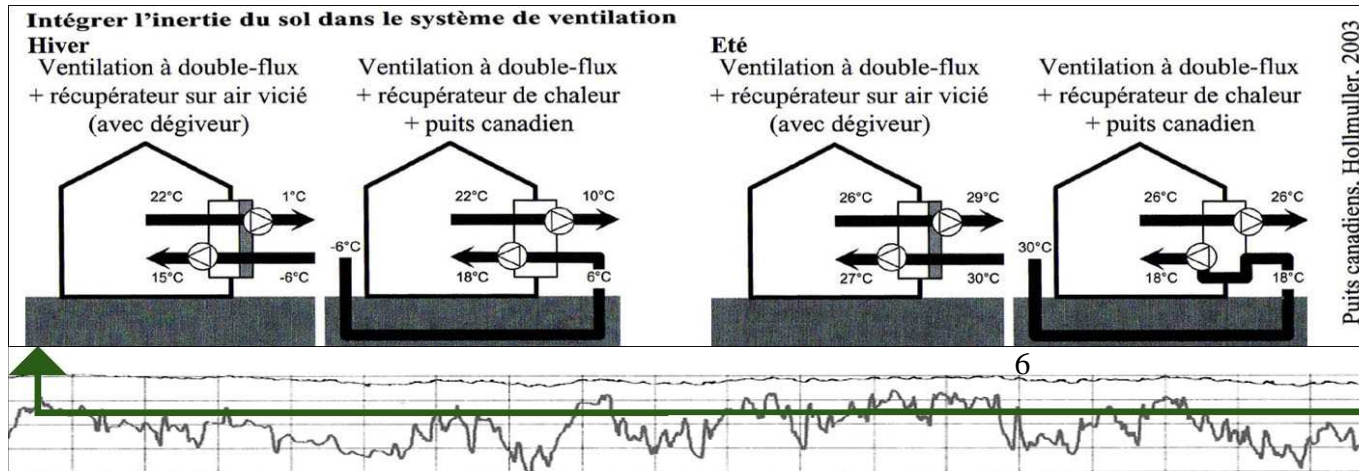 Intégrer l'inertie du sol dans le système de ventilation
Hiver
Ventilation à double-flux
+ récupérateur sur air vicié
(avec dégiveur)
22°C
1°C
15°C
-6°C
Ventilation à double-flux
+ récupérateur de chaleur
+ puits canadien
22°C
10°C
-6°C
18°C
6°C
Eté
Ventilation à double-flux
+ récupérateur sur air vicié
(avec dégiveur)
26°C
29°C
27°C
30°C
Ventilation à double-flux
+ récupérateur de chaleur
+ puits canadien
26°C
26°C
30°C
18°C
18°C
Puits canadiens. Hollmuller, 2003
6